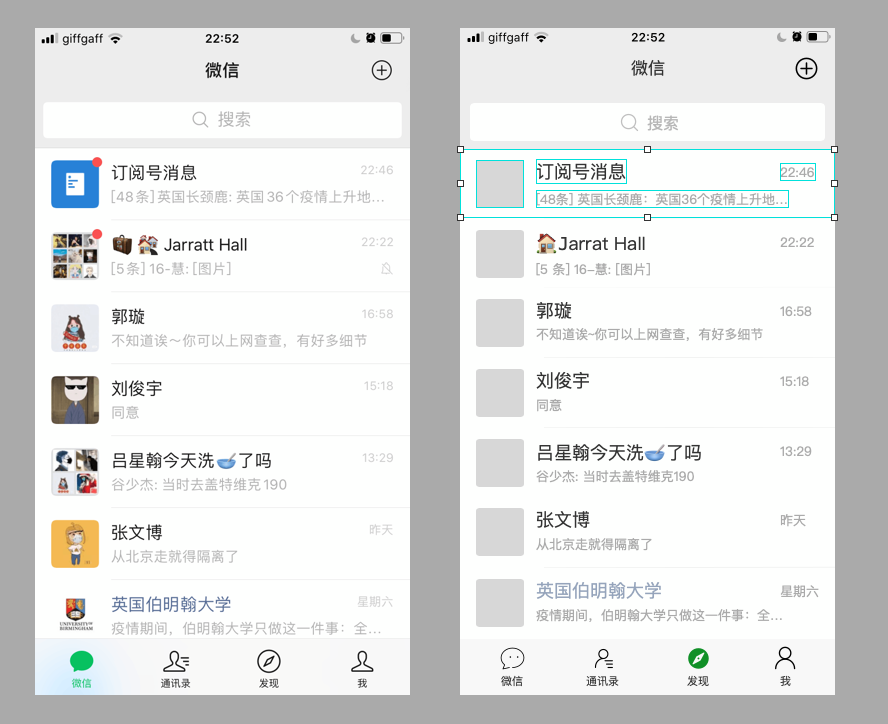 giffgaff 22:52
微信
搜索
订阅号消息 22:46
[48条] 英国长颈鹿: 英国36个疫情上升地...
Jarratt Hall 22:22
[5条] 16-慧: [图片]
郭璇 16:58
不知道诶～你可以上网查查，有好多细节
刘俊宇 15:18
同意
吕星翰今天洗🥣了吗 13:29
谷少杰: 当时去盖特维克190
张文博 昨天
从北京走就得隔离了
英国伯明翰大学 星期六
UNIVERSITY OF BIRMINGHAM
疫情期间，伯明翰大学只做这一件事：全...
微信 通讯录 发现 我
giffgaff 22:52
微信
搜索
订阅号消息 22:46
[48条] 英国长颈鹿：英国36个疫情上升地...
Jarrat Hall 22:22
[5 条] 16-慧: [图片]
郭璇 16:58
不知道诶~你可以上网查查，有好多细节
刘俊宇 15:18
同意
吕星翰今天洗🥣了吗 13:29
谷少杰: 当时去盖特维克190
张文博 昨天
从北京走就得隔离了
英国伯明翰大学 星期六
疫情期间，伯明翰大学只做这一件事：全...
微信 通讯录 发现 我